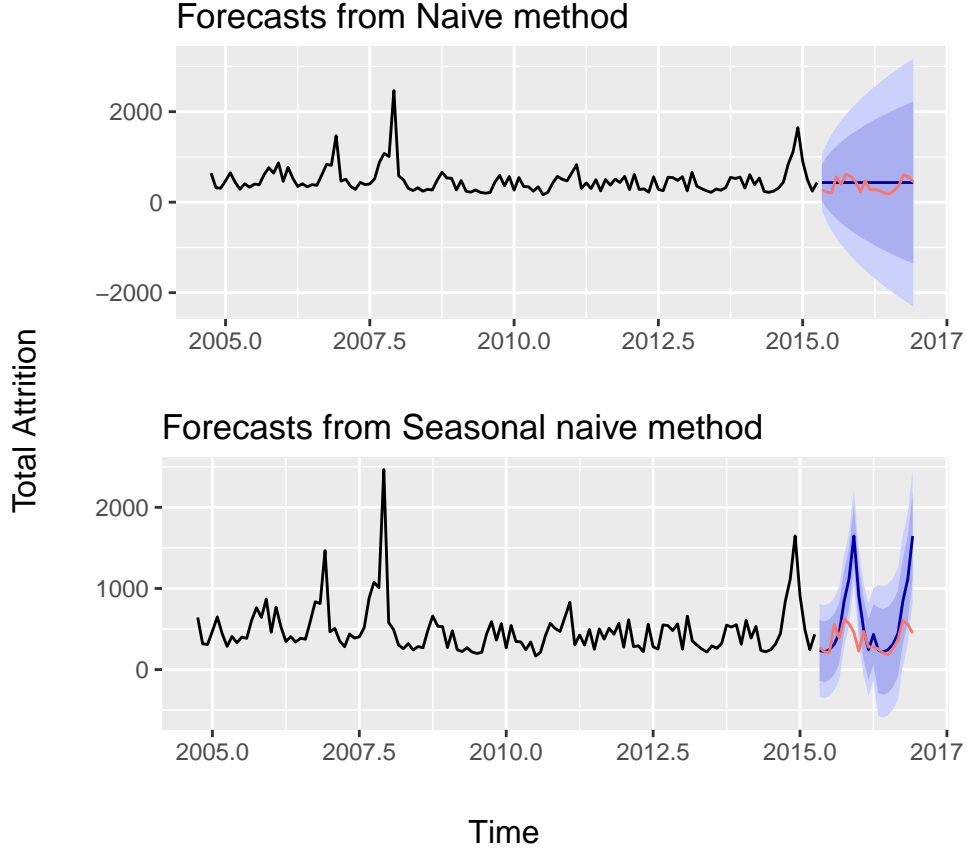 Forecasts from Naive method
2000
0
−2000
2005.0 2007.5 2010.0 2012.5 2015.0 2017
Total Attrition
Forecasts from Seasonal naive method
2000
1000
0
2005.0 2007.5 2010.0 2012.5 2015.0 2017
Time